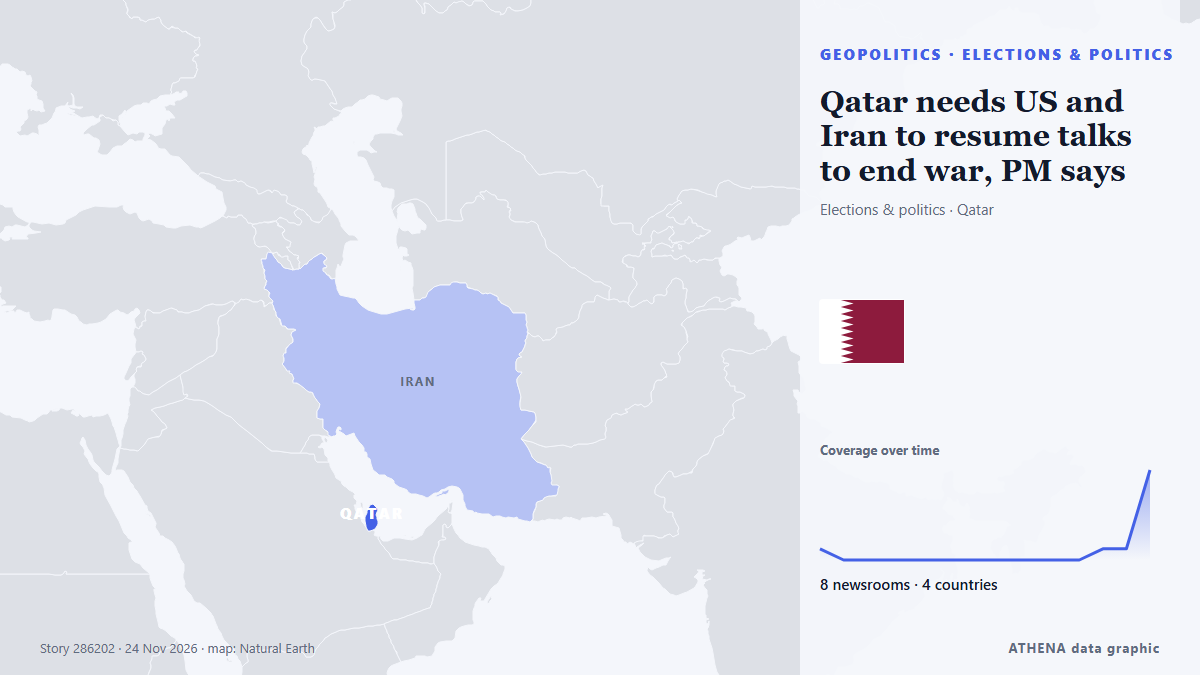 GEOPOLITICS · ELECTIONS & POLITICS
Qatar needs US and
Iran to resume talks
to end war, PM says
Elections & politics · Qatar
IRAN
QATAR
Coverage over time
8 newsrooms · 4 countries
Story 286202 · 24 Nov 2026 · map: Natural Earth
ATHENA data graphic